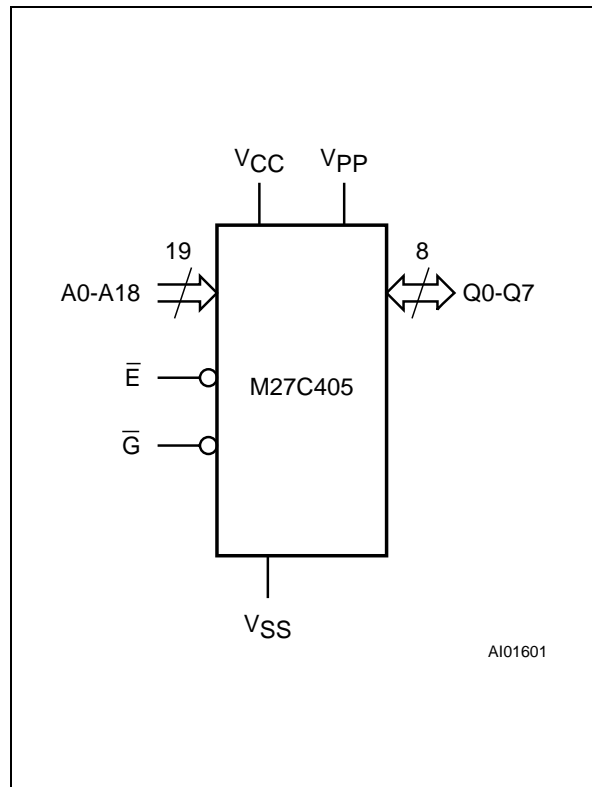 VCC VPP
19 8
A0-A18 Q0-Q7
E̅ M27C405
G̅
VSS
AI01601